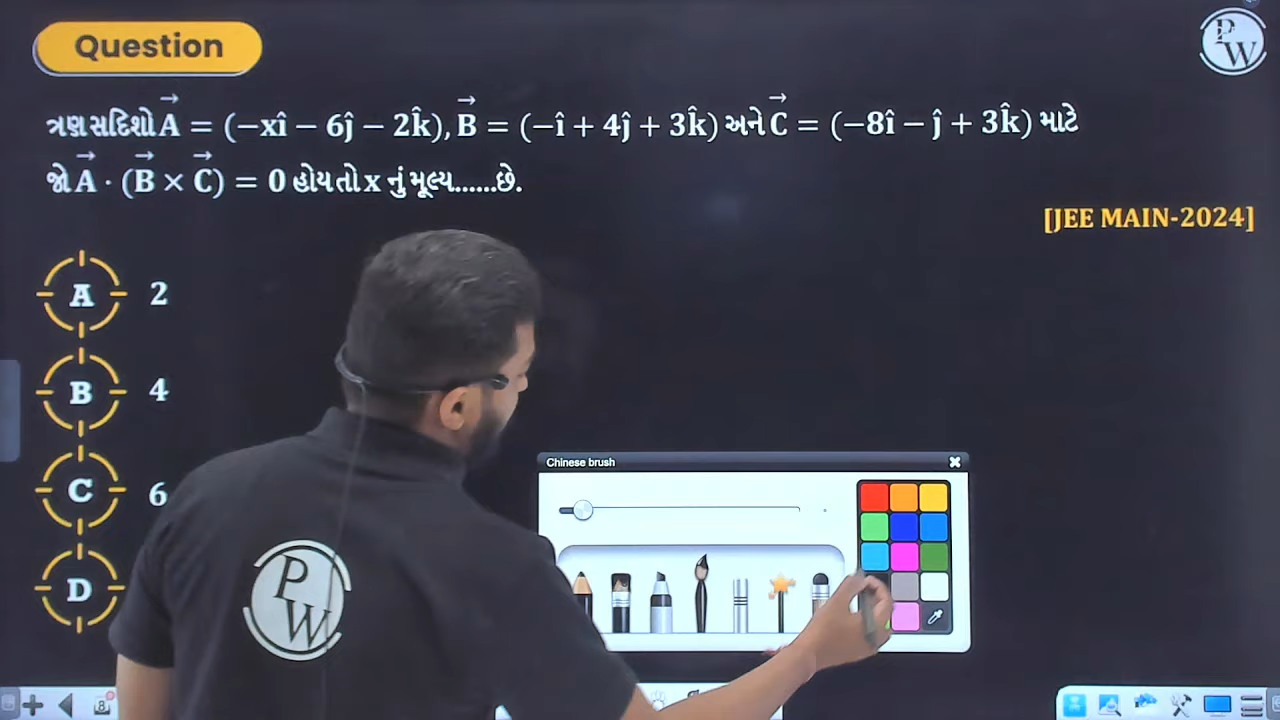 Question
PW
ત્રણ સદિશો A⃗ = (−xî − 6ĵ − 2k̂), B⃗ = (−î + 4ĵ + 3k̂) અને C⃗ = (−8î − ĵ + 3k̂) માટે
જો A⃗ · (B⃗ × C⃗) = 0 હોય તો x નું મૂલ્ય......છે.
[JEE MAIN-2024]
A 2
B 4
C 6
D
Chinese brush
PW
8